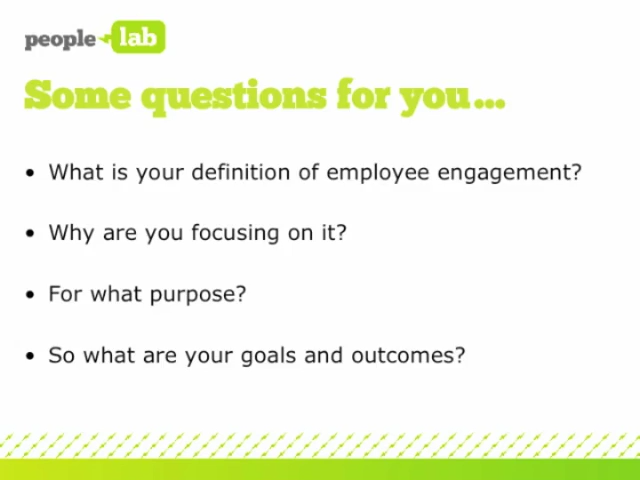 people lab
Some questions for you...
• What is your definition of employee engagement?
• Why are you focusing on it?
• For what purpose?
• So what are your goals and outcomes?